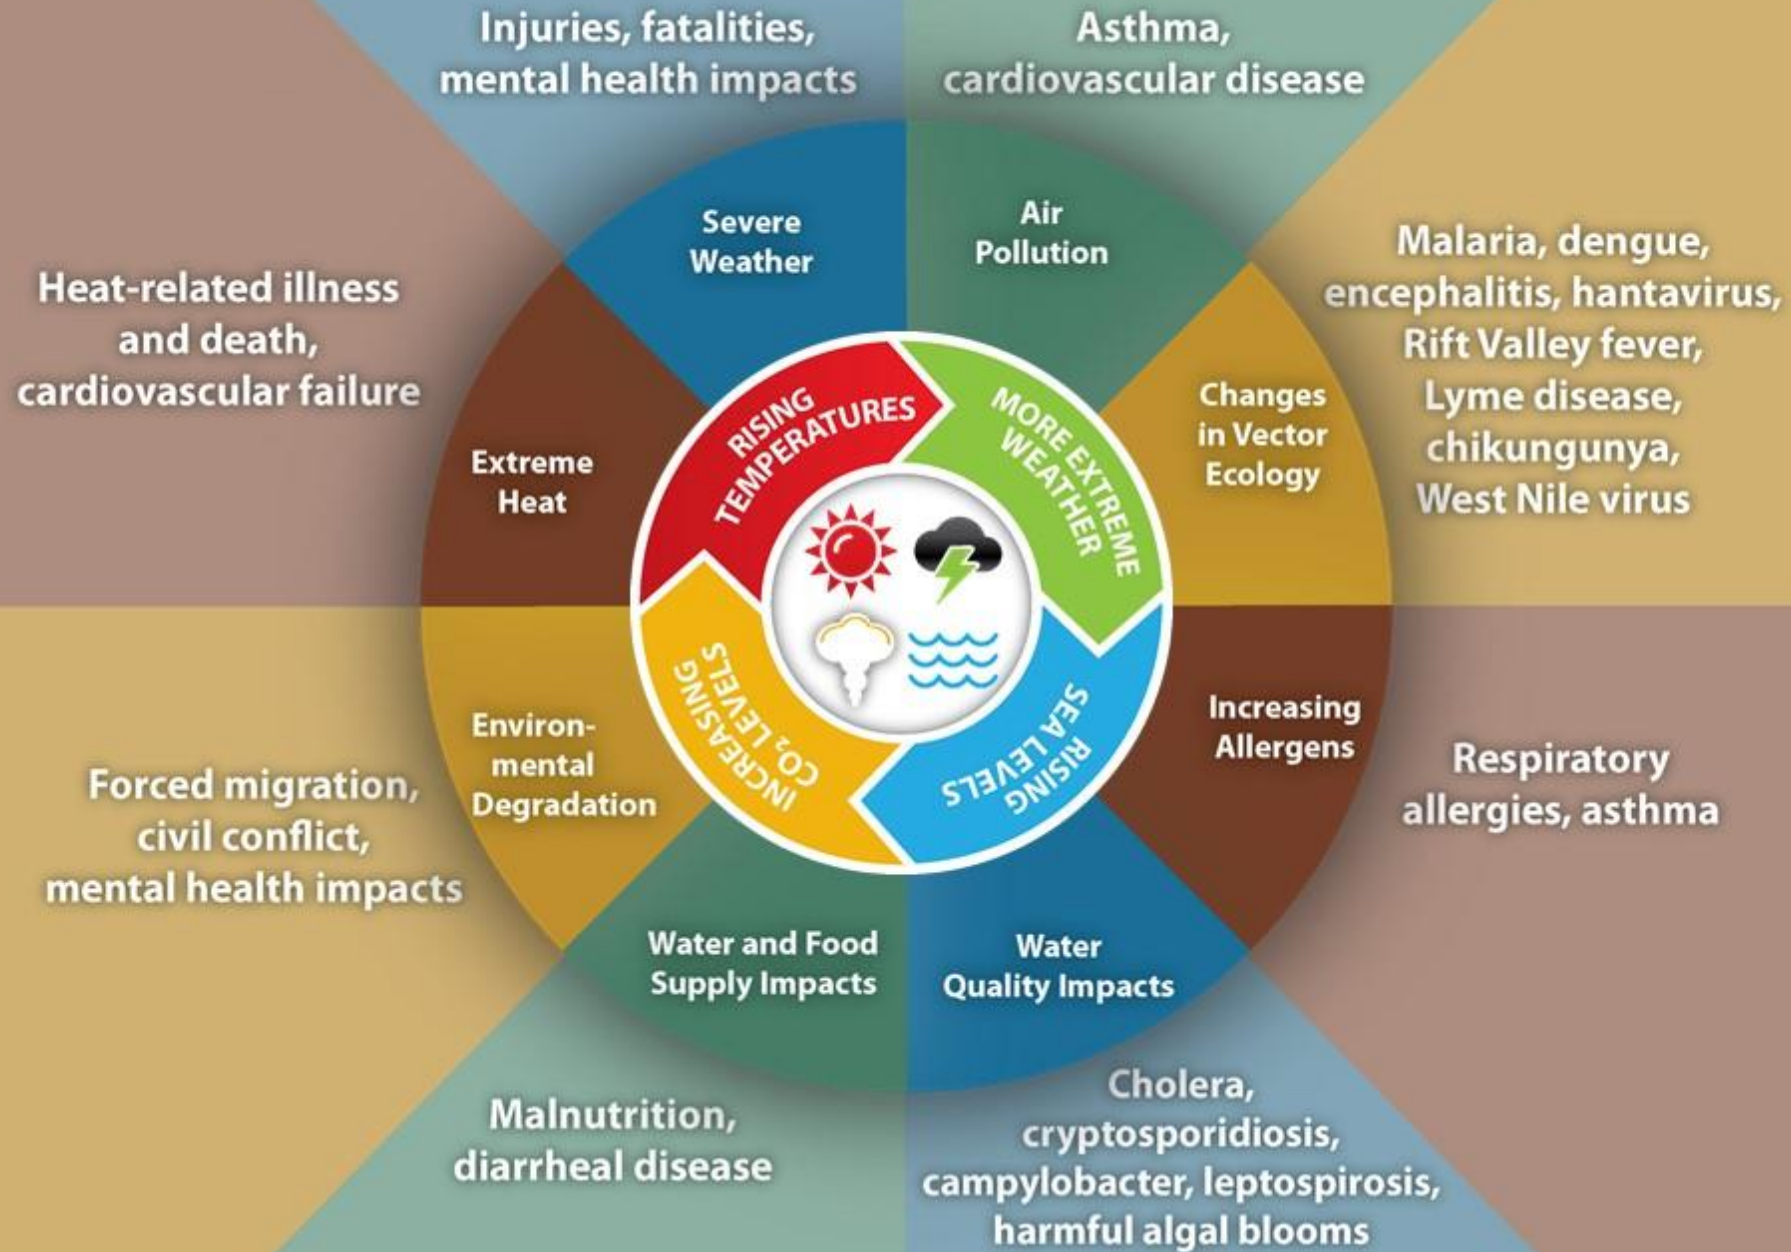 Injuries, fatalities,
mental health impacts
Asthma,
cardiovascular disease
Severe
Weather
Air
Pollution
Heat-related illness
and death,
cardiovascular failure
Malaria, dengue,
encephalitis, hantavirus,
Rift Valley fever,
Lyme disease,
chikungunya,
West Nile virus
Extreme
Heat
Changes
in Vector
Ecology
RISING
TEMPERATURES
MORE EXTREME
WEATHER
INCREASING
CO₂ LEVELS
RISING
SEA LEVELS
Environ-
mental
Degradation
Increasing
Allergens
Forced migration,
civil conflict,
mental health impacts
Respiratory
allergies, asthma
Water and Food
Supply Impacts
Water
Quality Impacts
Malnutrition,
diarrheal disease
Cholera,
cryptosporidiosis,
campylobacter, leptospirosis,
harmful algal blooms